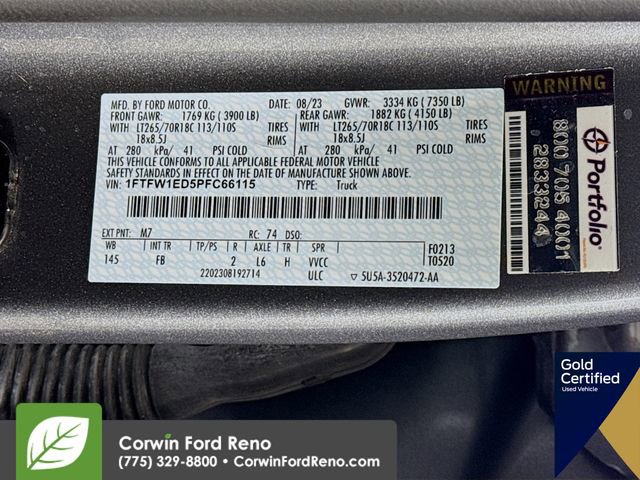 MFD. BY FORD MOTOR CO. 08/23 GVWR: 3334 KG ( 7350 LB)
FRONT GAWR: 1769 KG ( 3900 LB) REAR GAWR: 1882 KG ( 4150 LB)
WITH LT265/70R18C 113/110S TIRES WITH LT265/70R18C 113/110S TIRES
18x8.5J RIMS 18x8.5J RIMS
AT 280 kPa/ 41 PSI COLD AT 280 kPa/ 41 PSI COLD
THIS VEHICLE CONFORMS TO ALL APPLICABLE FEDERAL MOTOR VEHICLE
SAFETY STANDARDS IN EFFECT ON THE DATE OF MANUFACTURE SHOWN ABOVE.
VIN: 1FTFW1ED5PFC66115 TYPE: Truck
EXT PNT: M7 RC: 74 DSO:
WB INT TR TP/PS R AXLE TR SPR F0213
145 FB 2 L6 H VVCC T0520
2202308192714 ULC 5U5A-3520472-AA
WARNING
800 705 4001
2833244
Portfolio
Gold
Certified
Used Vehicle
Corwin Ford Reno
(775) 329-8800 • CorwinFordReno.com